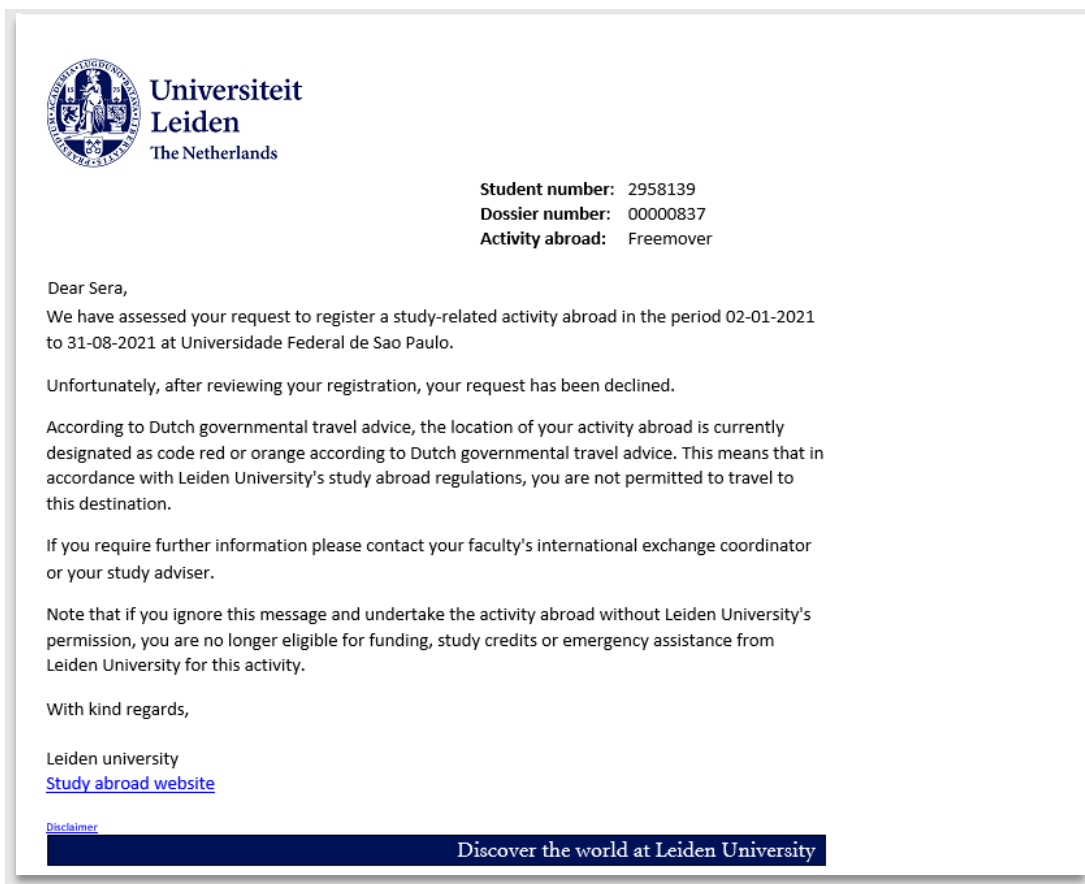 Universiteit
Leiden
The Netherlands
Student number: 2958139
Dossier number: 00000837
Activity abroad: Freemover
Dear Sera,
We have assessed your request to register a study-related activity abroad in the period 02-01-2021
to 31-08-2021 at Universidade Federal de Sao Paulo.
Unfortunately, after reviewing your registration, your request has been declined.
According to Dutch governmental travel advice, the location of your activity abroad is currently
designated as code red or orange according to Dutch governmental travel advice. This means that in
accordance with Leiden University's study abroad regulations, you are not permitted to travel to
this destination.
If you require further information please contact your faculty's international exchange coordinator
or your study adviser.
Note that if you ignore this message and undertake the activity abroad without Leiden University's
permission, you are no longer eligible for funding, study credits or emergency assistance from
Leiden University for this activity.
With kind regards,
Leiden university
Study abroad website
Disclaimer
Discover the world at Leiden University